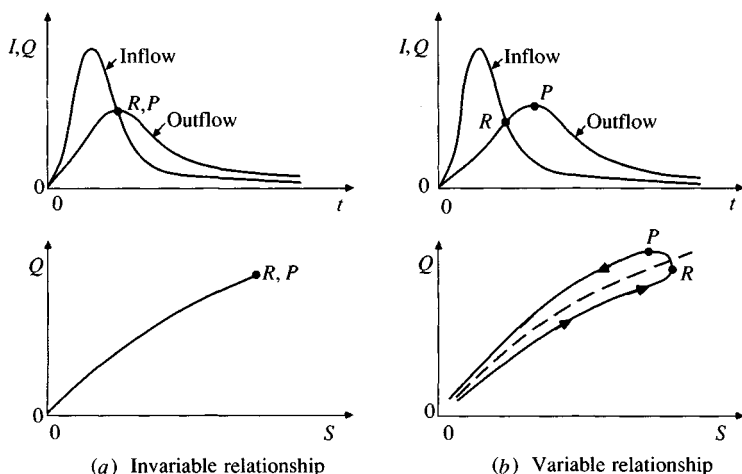 I,Q
Inflow
R,P
Outflow
0
0
t
I,Q
Inflow
P
R
Outflow
0
0
t
Q
R, P
0
0
S
(a) Invariable relationship
Q
P
R
0
0
S
(b) Variable relationship